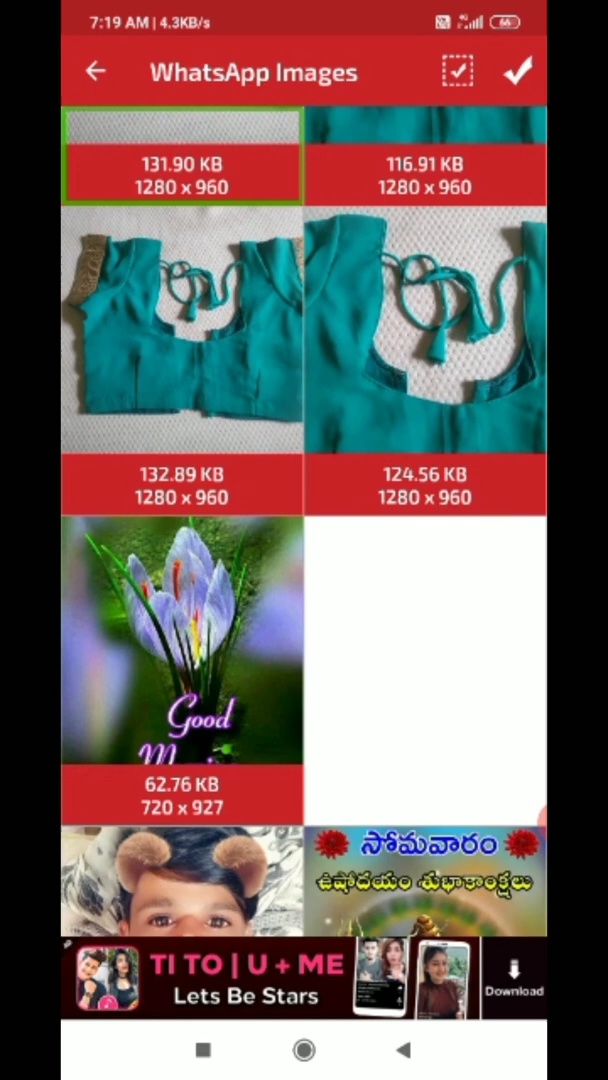 7:19 AM | 4.3KB/s
66
WhatsApp Images
131.90 KB
1280 x 960
116.91 KB
1280 x 960
132.89 KB
1280 x 960
124.56 KB
1280 x 960
Good
62.76 KB
720 x 927
సోమవారం
ఉషోదయం శుభాకాంక్షలు
TI TO | U + ME
Lets Be Stars
Download